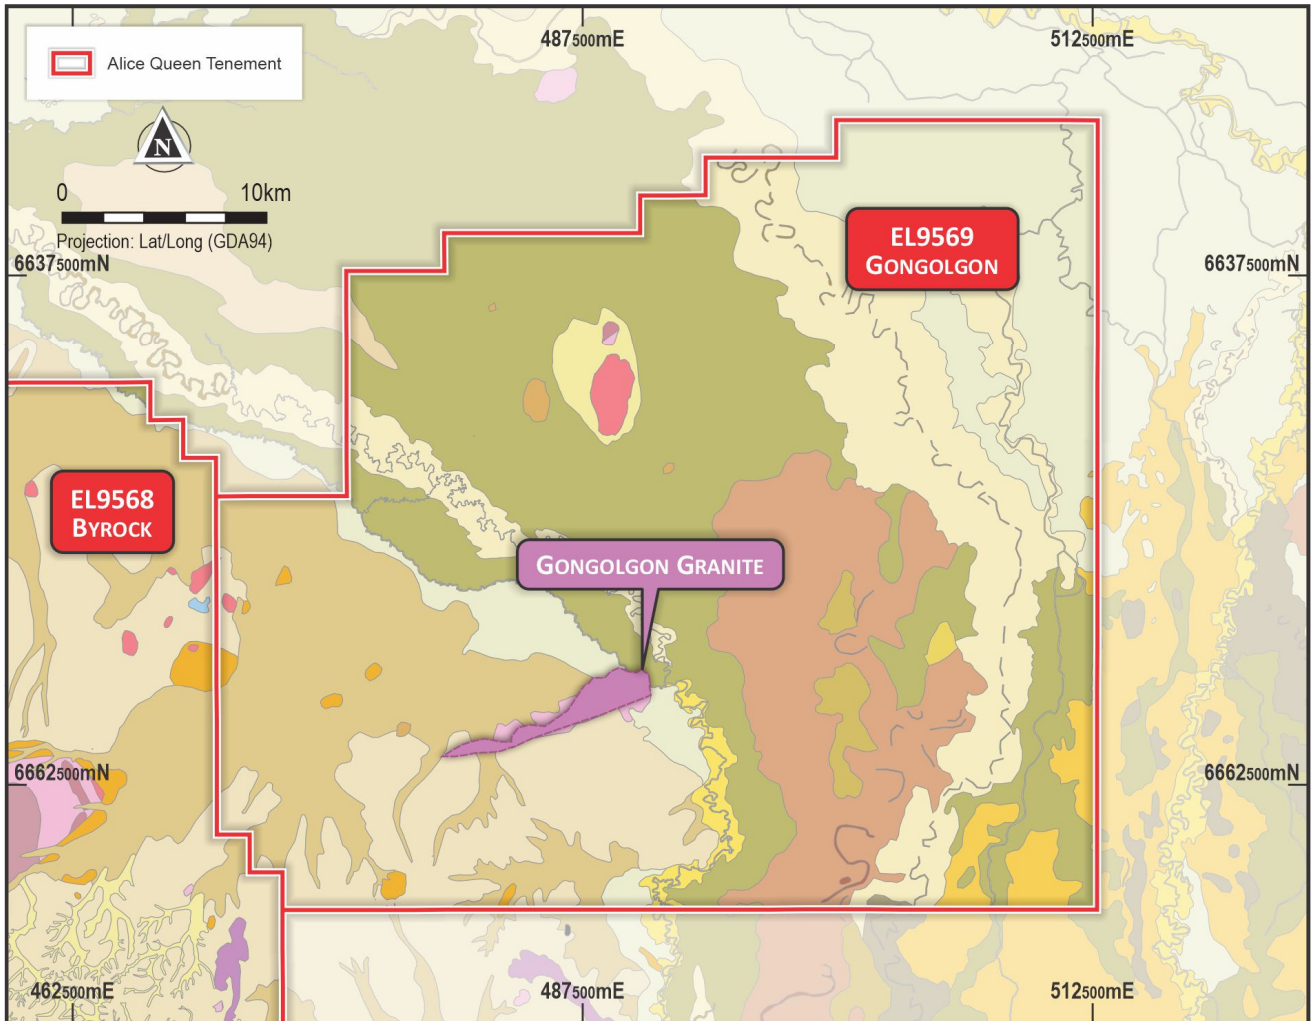 487500mE
512500mE
Alice Queen Tenement
N
0 10km
Projection: Lat/Long (GDA94)
6637500mN
6637500mN
EL9569
GONGOLGON
EL9568
BYROCK
GONGOLGON GRANITE
6662500mN
6662500mN
462500mE
487500mE
512500mE